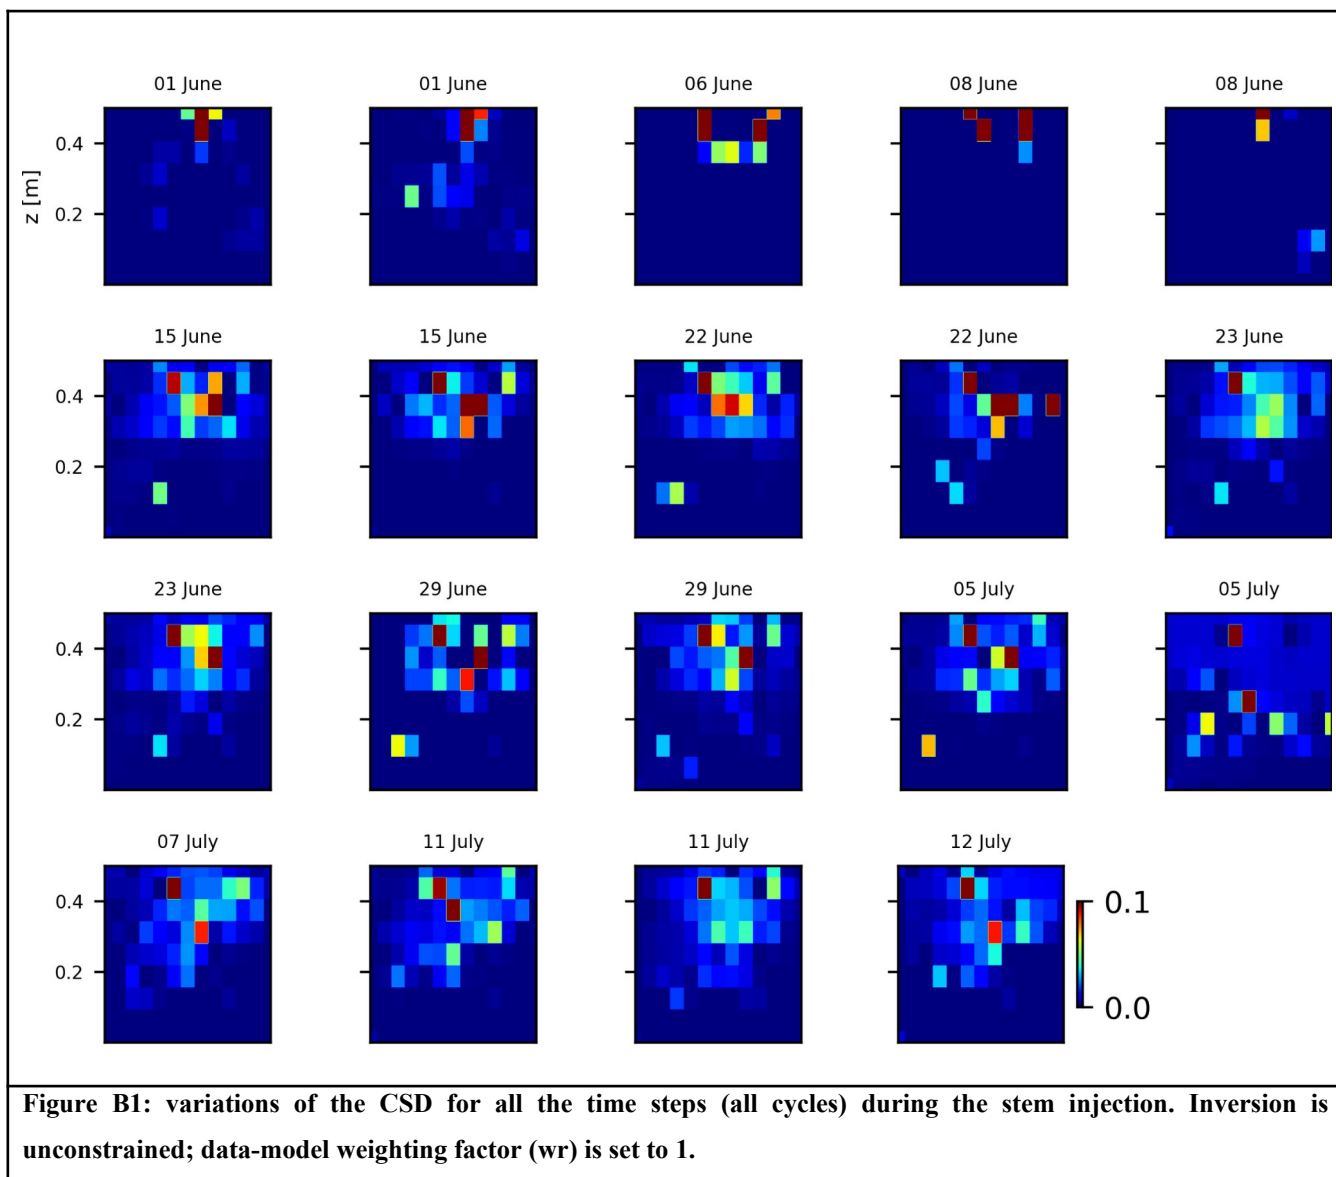 01 June 01 June 06 June 08 June 08 June
0.4
z [m]
0.2
15 June 15 June 22 June 22 June 23 June
0.4
0.2
23 June 29 June 29 June 05 July 05 July
0.4
0.2
07 July 11 July 11 July 12 July
0.4
0.2
0.1
0.0
Figure B1: variations of the CSD for all the time steps (all cycles) during the stem injection. Inversion is
unconstrained; data-model weighting factor (wr) is set to 1.